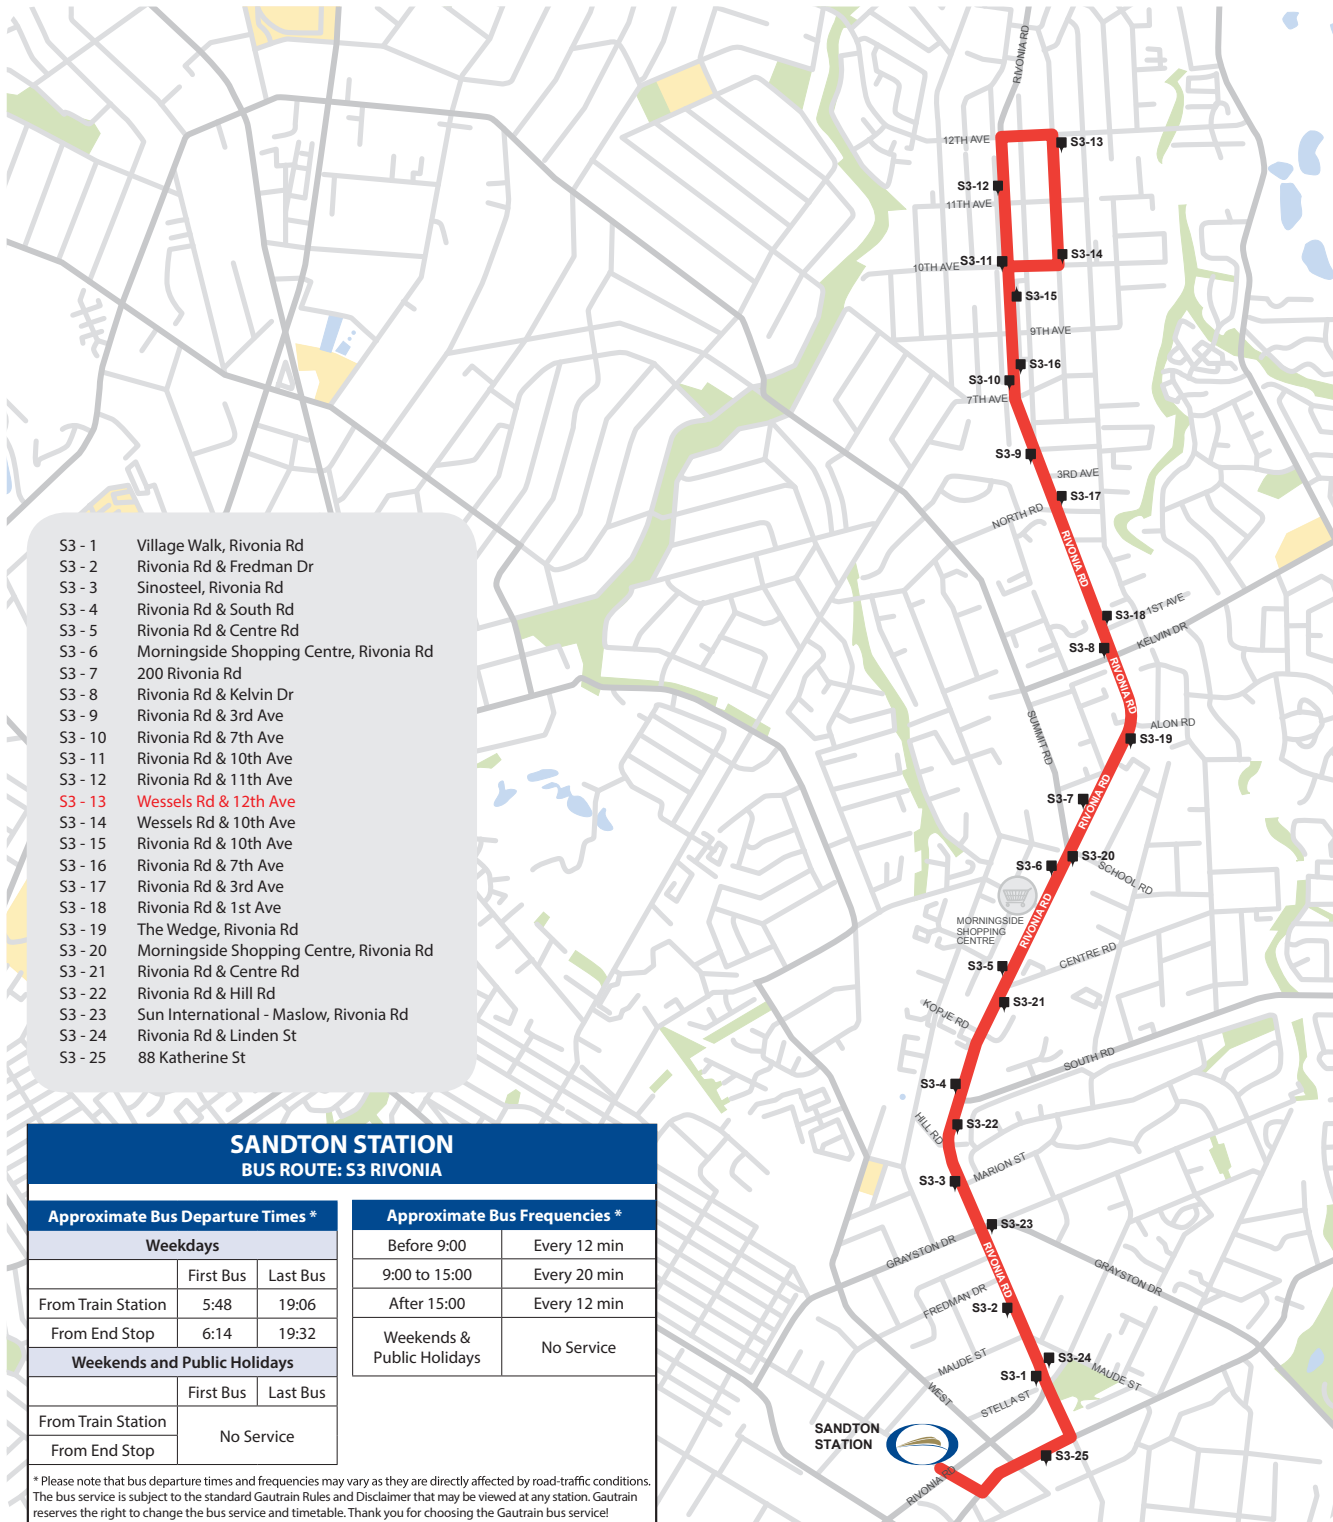 RIVONIA RD
12TH AVE
S3-13
S3-12
11TH AVE
S3-14
S3-11
10TH AVE
S3-15
9TH AVE
S3-16
S3-10
7TH AVE
S3-9
3RD AVE
S3-17
NORTH RD
RIVONIA RD
S3-18
1ST AVE
KELVIN DR
S3-8
RIVONIA RD
SUMMIT RD
ALON RD
S3-19
S3-7
RIVONIA RD
S3-20
S3-6
SCHOOL RD
MORNINGSIDE
SHOPPING
CENTRE
RIVONIA RD
CENTRE RD
S3-5
S3-21
KOPJE RD
SOUTH RD
S3-4
HILL RD
S3-22
MARION ST
S3-3
S3-23
GRAYSTON DR
RIVONIA RD
GRAYSTON DR
FREDMAN DR
S3-2
MAUDE ST
S3-24
MAUDE ST
S3-1
WEST
STELLA ST
SANDTON
STATION
S3-25
RIVONIA RD
S3 - 1 Village Walk, Rivonia Rd
S3 - 2 Rivonia Rd & Fredman Dr
S3 - 3 Sinosteel, Rivonia Rd
S3 - 4 Rivonia Rd & South Rd
S3 - 5 Rivonia Rd & Centre Rd
S3 - 6 Morningside Shopping Centre, Rivonia Rd
S3 - 7 200 Rivonia Rd
S3 - 8 Rivonia Rd & Kelvin Dr
S3 - 9 Rivonia Rd & 3rd Ave
S3 - 10 Rivonia Rd & 7th Ave
S3 - 11 Rivonia Rd & 10th Ave
S3 - 12 Rivonia Rd & 11th Ave
S3 - 13 Wessels Rd & 12th Ave
S3 - 14 Wessels Rd & 10th Ave
S3 - 15 Rivonia Rd & 10th Ave
S3 - 16 Rivonia Rd & 7th Ave
S3 - 17 Rivonia Rd & 3rd Ave
S3 - 18 Rivonia Rd & 1st Ave
S3 - 19 The Wedge, Rivonia Rd
S3 - 20 Morningside Shopping Centre, Rivonia Rd
S3 - 21 Rivonia Rd & Centre Rd
S3 - 22 Rivonia Rd & Hill Rd
S3 - 23 Sun International - Maslow, Rivonia Rd
S3 - 24 Rivonia Rd & Linden St
S3 - 25 88 Katherine St
SANDTON STATION
BUS ROUTE: S3 RIVONIA
Approximate Bus Departure Times *
Weekdays
First Bus Last Bus
From Train Station 5:48 19:06
From End Stop 6:14 19:32
Weekends and Public Holidays
First Bus Last Bus
From Train Station
No Service
From End Stop
Approximate Bus Frequencies *
Before 9:00 Every 12 min
9:00 to 15:00 Every 20 min
After 15:00 Every 12 min
Weekends &
Public Holidays
No Service
* Please note that bus departure times and frequencies may vary as they are directly affected by road-traffic conditions.
The bus service is subject to the standard Gautrain Rules and Disclaimer that may be viewed at any station. Gautrain
reserves the right to change the bus service and timetable. Thank you for choosing the Gautrain bus service!